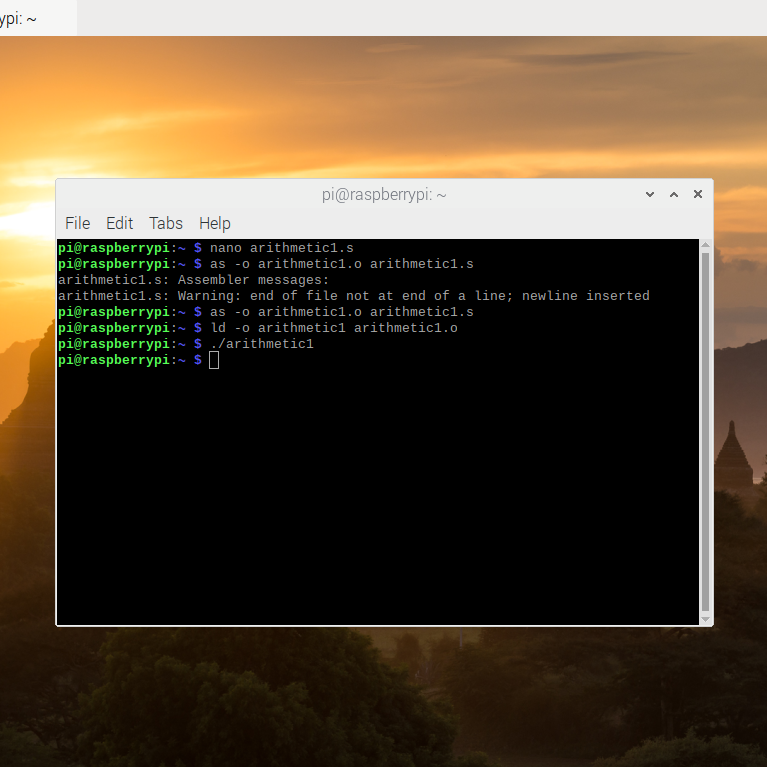 ypi: ~
pi@raspberrypi: ~
File Edit Tabs Help
pi@raspberrypi:~ $ nano arithmetic1.s
pi@raspberrypi:~ $ as -o arithmetic1.o arithmetic1.s
arithmetic1.s: Assembler messages:
arithmetic1.s: Warning: end of file not at end of a line; newline inserted
pi@raspberrypi:~ $ as -o arithmetic1.o arithmetic1.s
pi@raspberrypi:~ $ ld -o arithmetic1 arithmetic1.o
pi@raspberrypi:~ $ ./arithmetic1
pi@raspberrypi:~ $